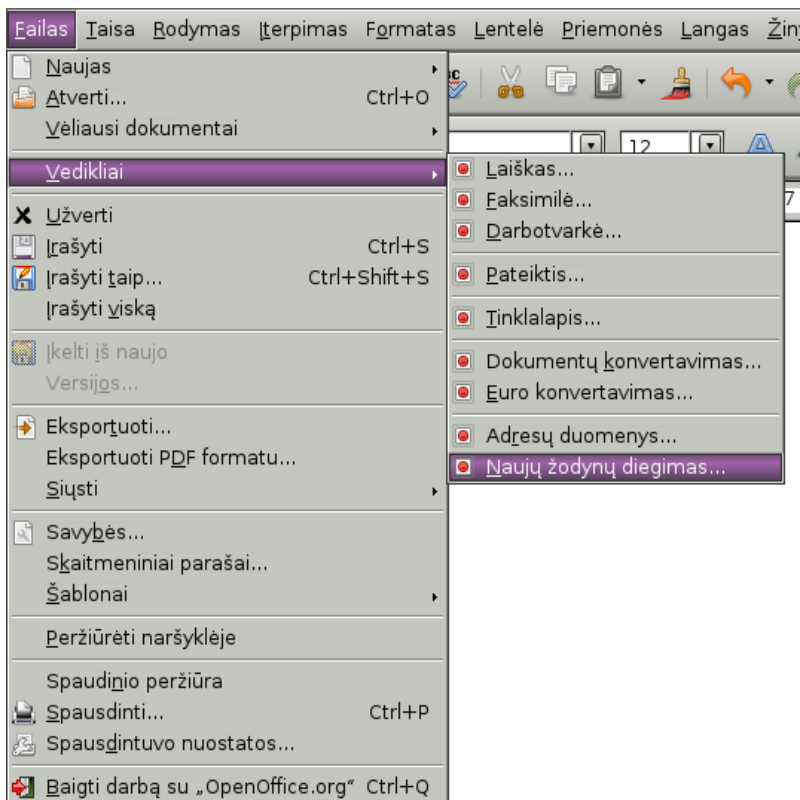 Failas Taisa Rodymas Įterpimas Formatas Lentelė Priemonės Langas
Naujas
Atverti... Ctrl+O
Vėliausi dokumentai
12
Vedikliai
Laiškas...
Faksimilė...
7
Užverti
Darbotvarkė...
Įrašyti Ctrl+S
Įrašyti taip... Ctrl+Shift+S
Pateiktis...
Įrašyti viską
Tinklalapis...
Įkelti iš naujo
Dokumentų konvertavimas...
Versijos...
Euro konvertavimas...
Eksportuoti...
Adresų duomenys...
Eksportuoti PDF formatu...
Naujų žodynų diegimas...
Siųsti
Savybės...
Skaitmeniniai parašai...
Šablonai
Peržiūrėti naršyklėje
Spaudinio peržiūra
Spausdinti... Ctrl+P
Spausdintuvo nuostatos...
Baigti darbą su „OpenOffice.org“ Ctrl+Q